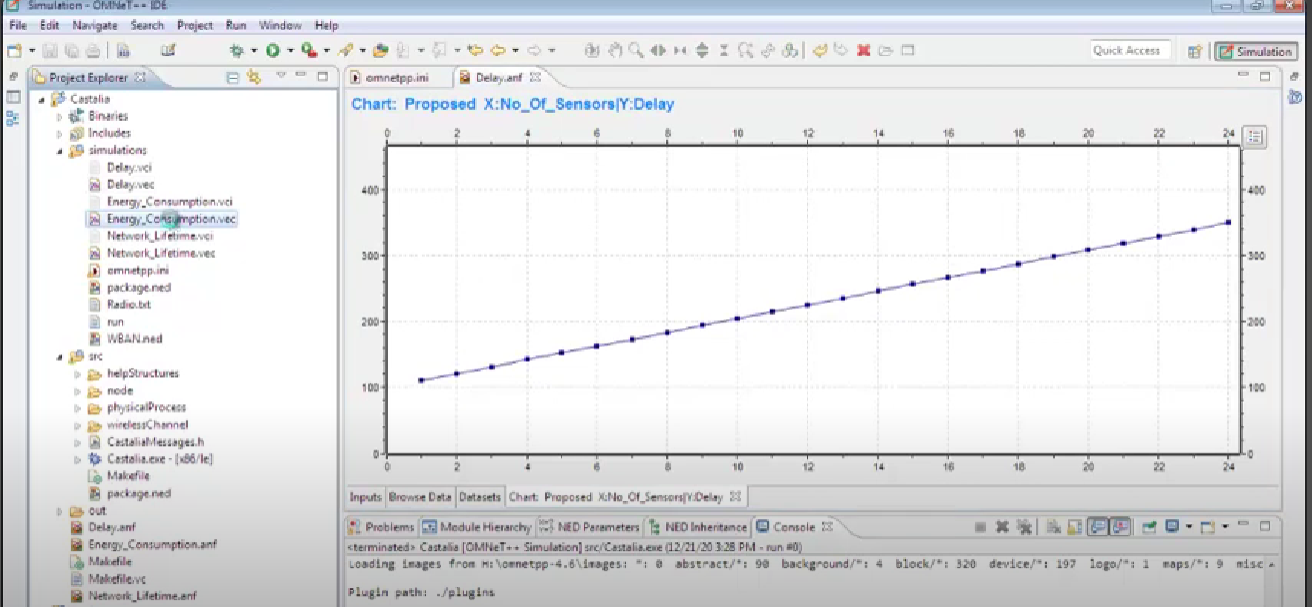 Simulation - OMNeT++ IDE
File Edit Navigate Search Project Run Window Help
Quick Access
Simulation
Project Explorer
omnetpp.ini
Delay.anf
Castalia
Binaries
Includes
simulations
Delay.vci
Delay.vec
Energy_Consumption.vci
Energy_Consumption.vec
Network_Lifetime.vci
Network_Lifetime.vec
omnetpp.ini
package.ned
Radio.txt
run
WBAN.ned
src
helpStructures
node
physicalProcess
wirelessChannel
CastaliaMessages.h
Castalia.exe - [x86/le]
Makefile
package.ned
out
Delay.anf
Energy_Consumption.anf
Makefile
Makefile.vc
Network_Lifetime.anf
Chart: Proposed X:No_Of_Sensors|Y:Delay
0 2 4 6 8 10 12 14 16 18 20 22 24
400 400
300 300
200 200
100 100
0 0
0 2 4 6 8 10 12 14 16 18 20 22 24
Inputs Browse Data Datasets Chart: Proposed X:No_Of_Sensors|Y:Delay
Problems Module Hierarchy NED Parameters NED Inheritance Console
<terminated> Castalia [OMNeT++ Simulation] src/Castalia.exe (12/21/20 3:28 PM - run #0)
Loading images from H:\omnetpp-4.6\images: *: 0 abstract/*: 90 background/*: 4 block/*: 320 device/*: 197 logo/*: 1 maps/*: 9 misc
Plugin path: ./plugins